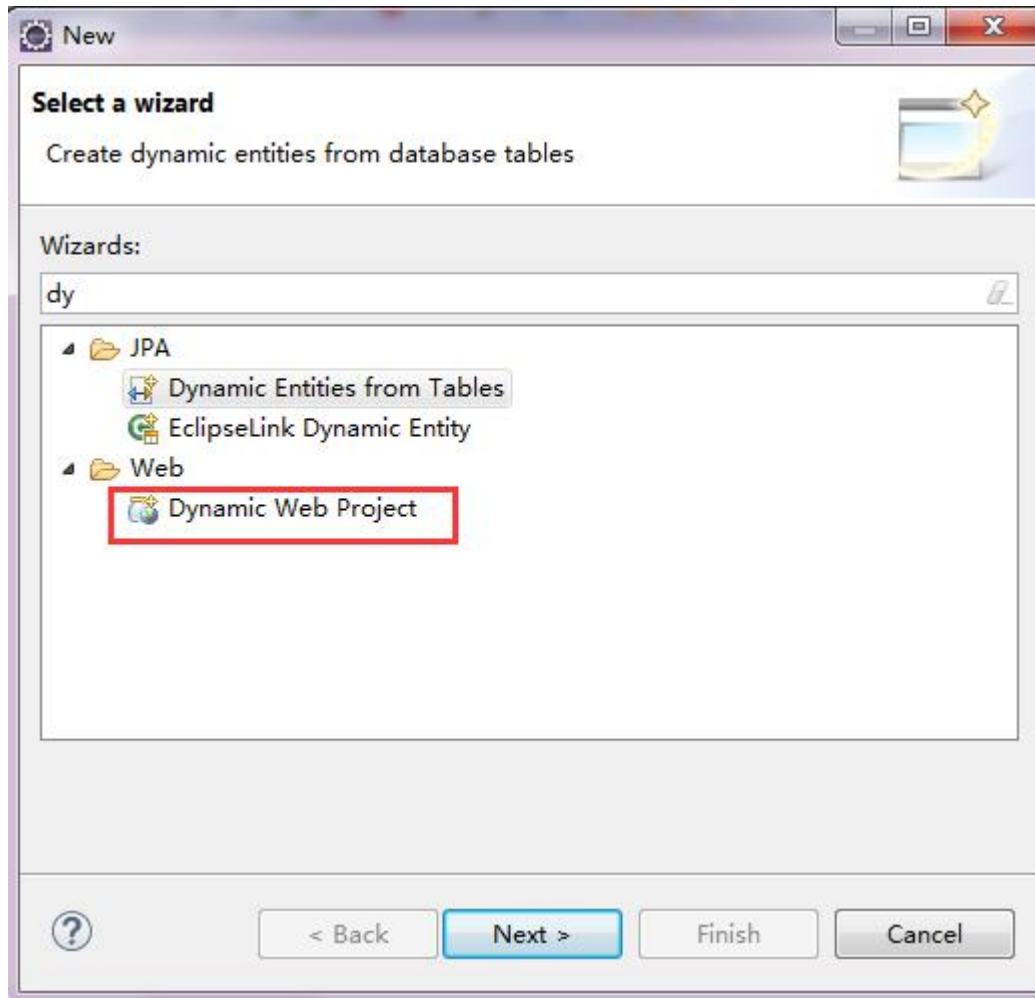 New
Select a wizard
Create dynamic entities from database tables
Wizards:
dy
JPA
Dynamic Entities from Tables
EclipseLink Dynamic Entity
Web
Dynamic Web Project
?
< Back Next > Finish Cancel